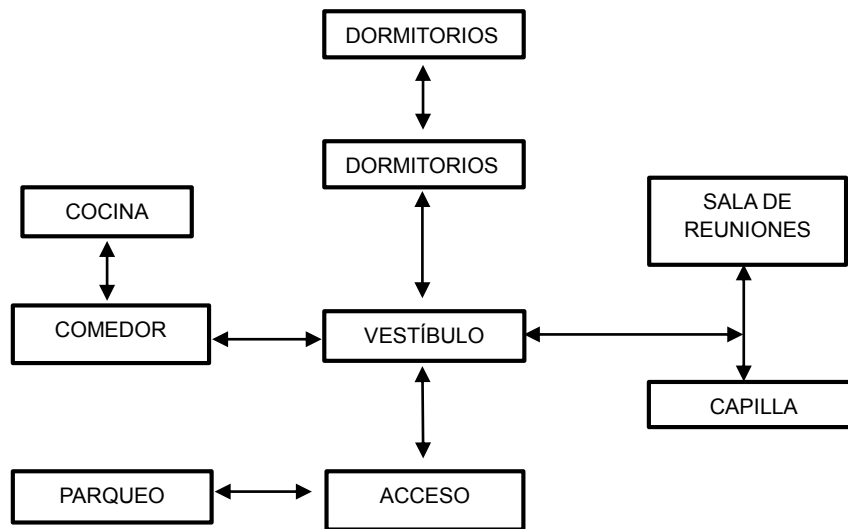 DORMITORIOS
DORMITORIOS
COCINA
SALA DE
REUNIONES
COMEDOR
VESTÍBULO
CAPILLA
PARQUEO
ACCESO